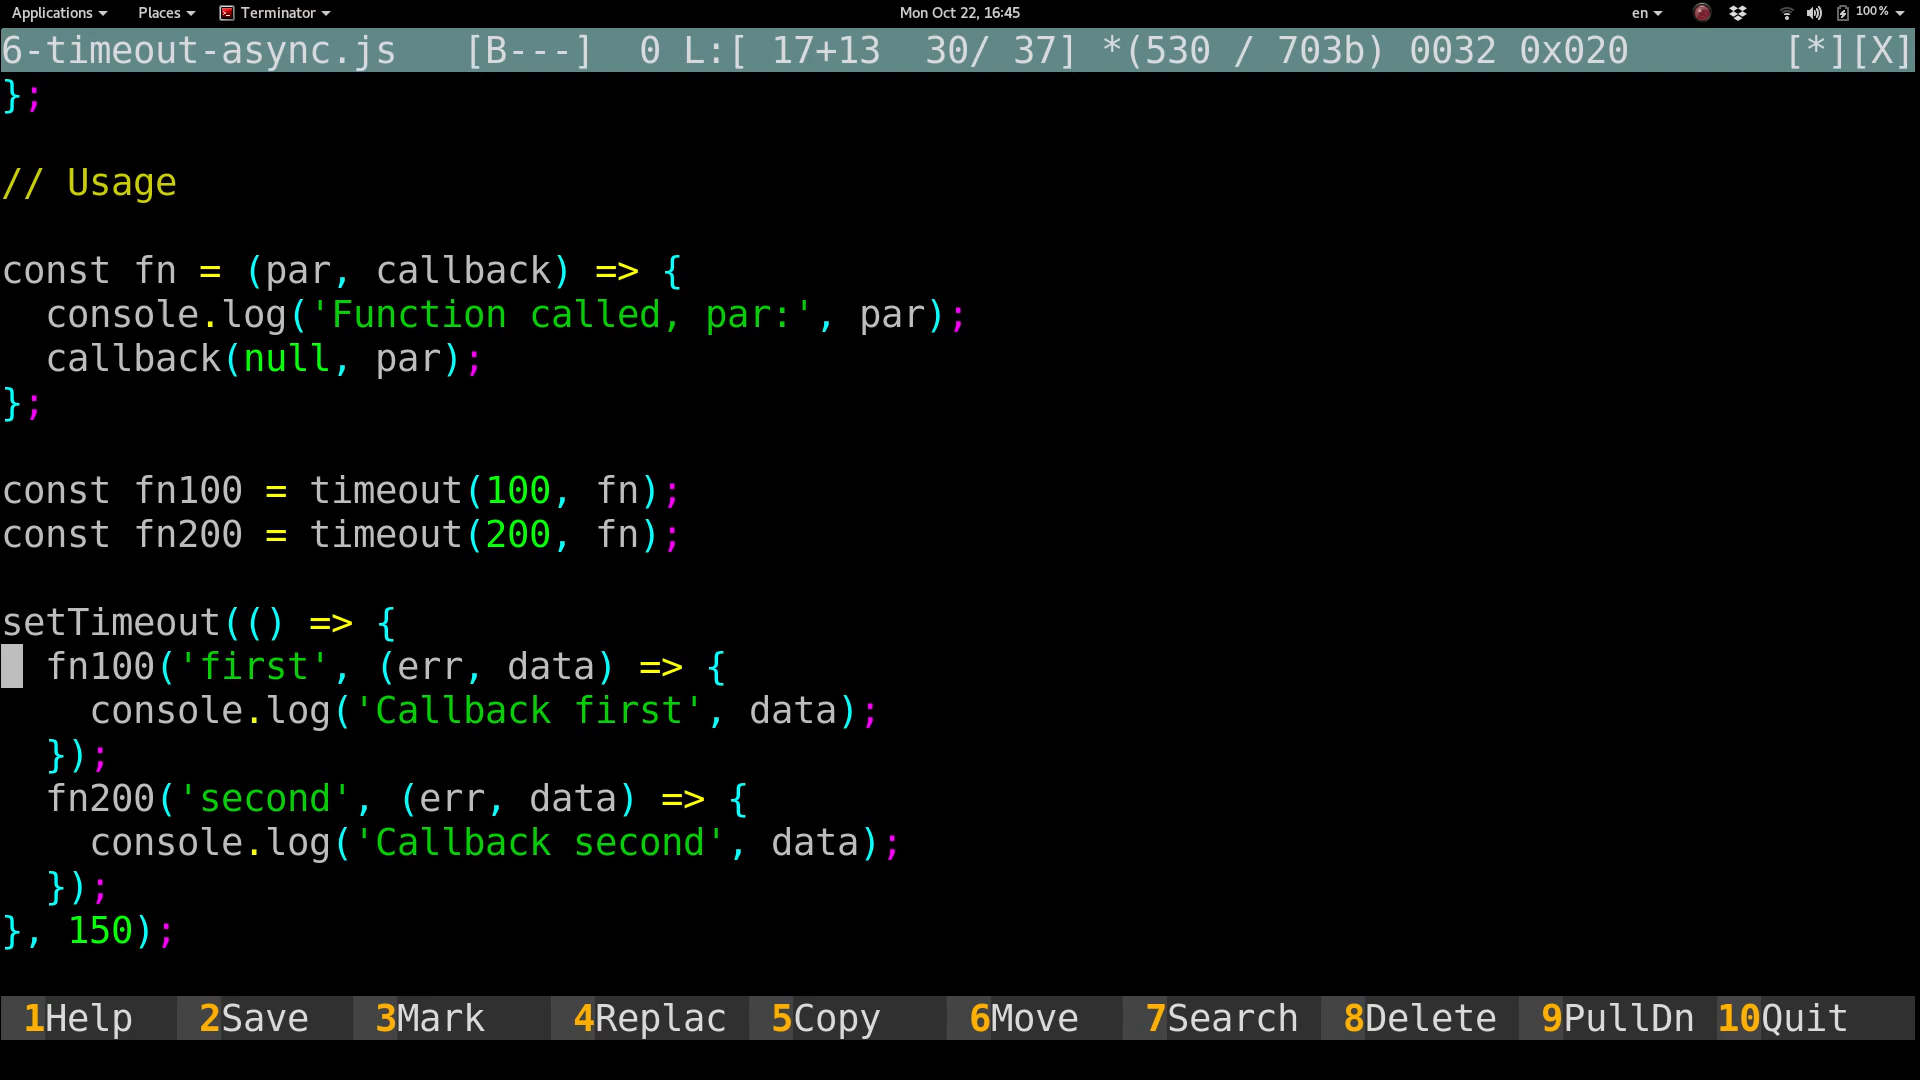 Applications Places Terminator Mon Oct 22, 16:45 en 100%
6-timeout-async.js [B---] 0 L:[ 17+13 30/ 37] *(530 / 703b) 0032 0x020 [*][X]
};
// Usage
const fn = (par, callback) => {
  console.log('Function called, par:', par);
  callback(null, par);
};
const fn100 = timeout(100, fn);
const fn200 = timeout(200, fn);
setTimeout(() => {
  fn100('first', (err, data) => {
    console.log('Callback first', data);
  });
  fn200('second', (err, data) => {
    console.log('Callback second', data);
  });
}, 150);
1Help 2Save 3Mark 4Replac 5Copy 6Move 7Search 8Delete 9PullDn 10Quit